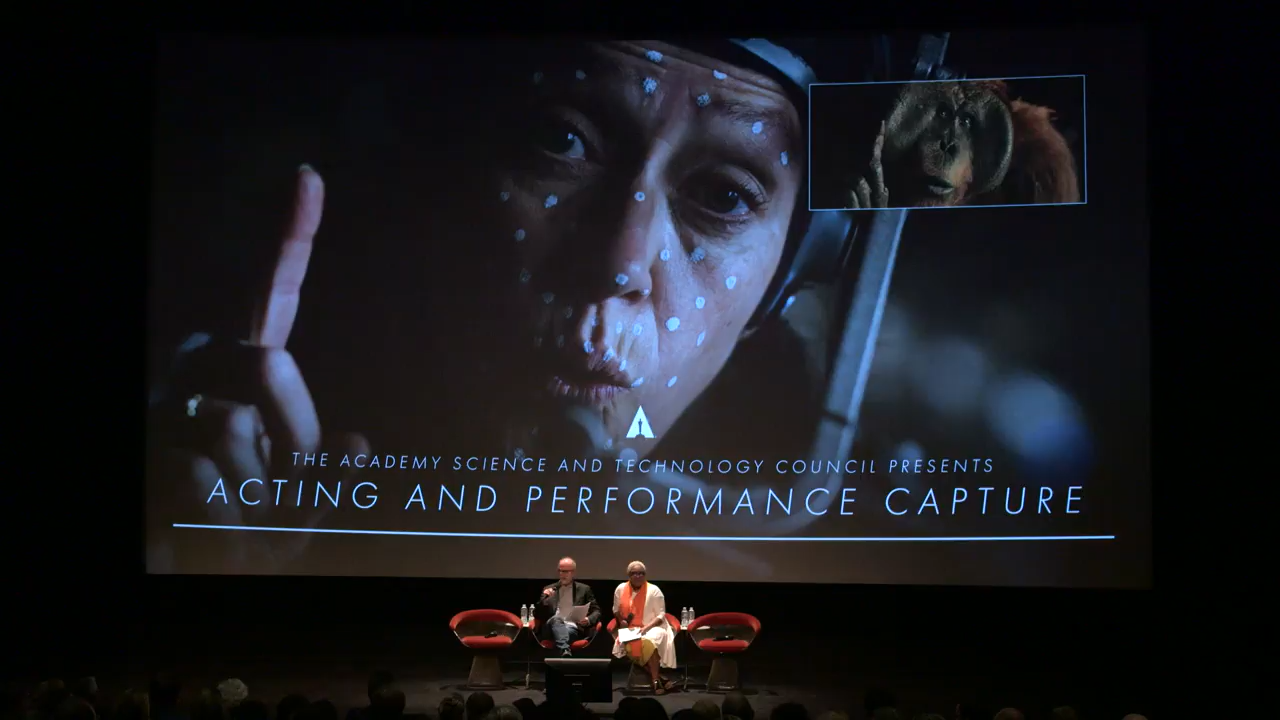 THE ACADEMY SCIENCE AND TECHNOLOGY COUNCIL PRESENTS
ACTING AND PERFORMANCE CAPTURE